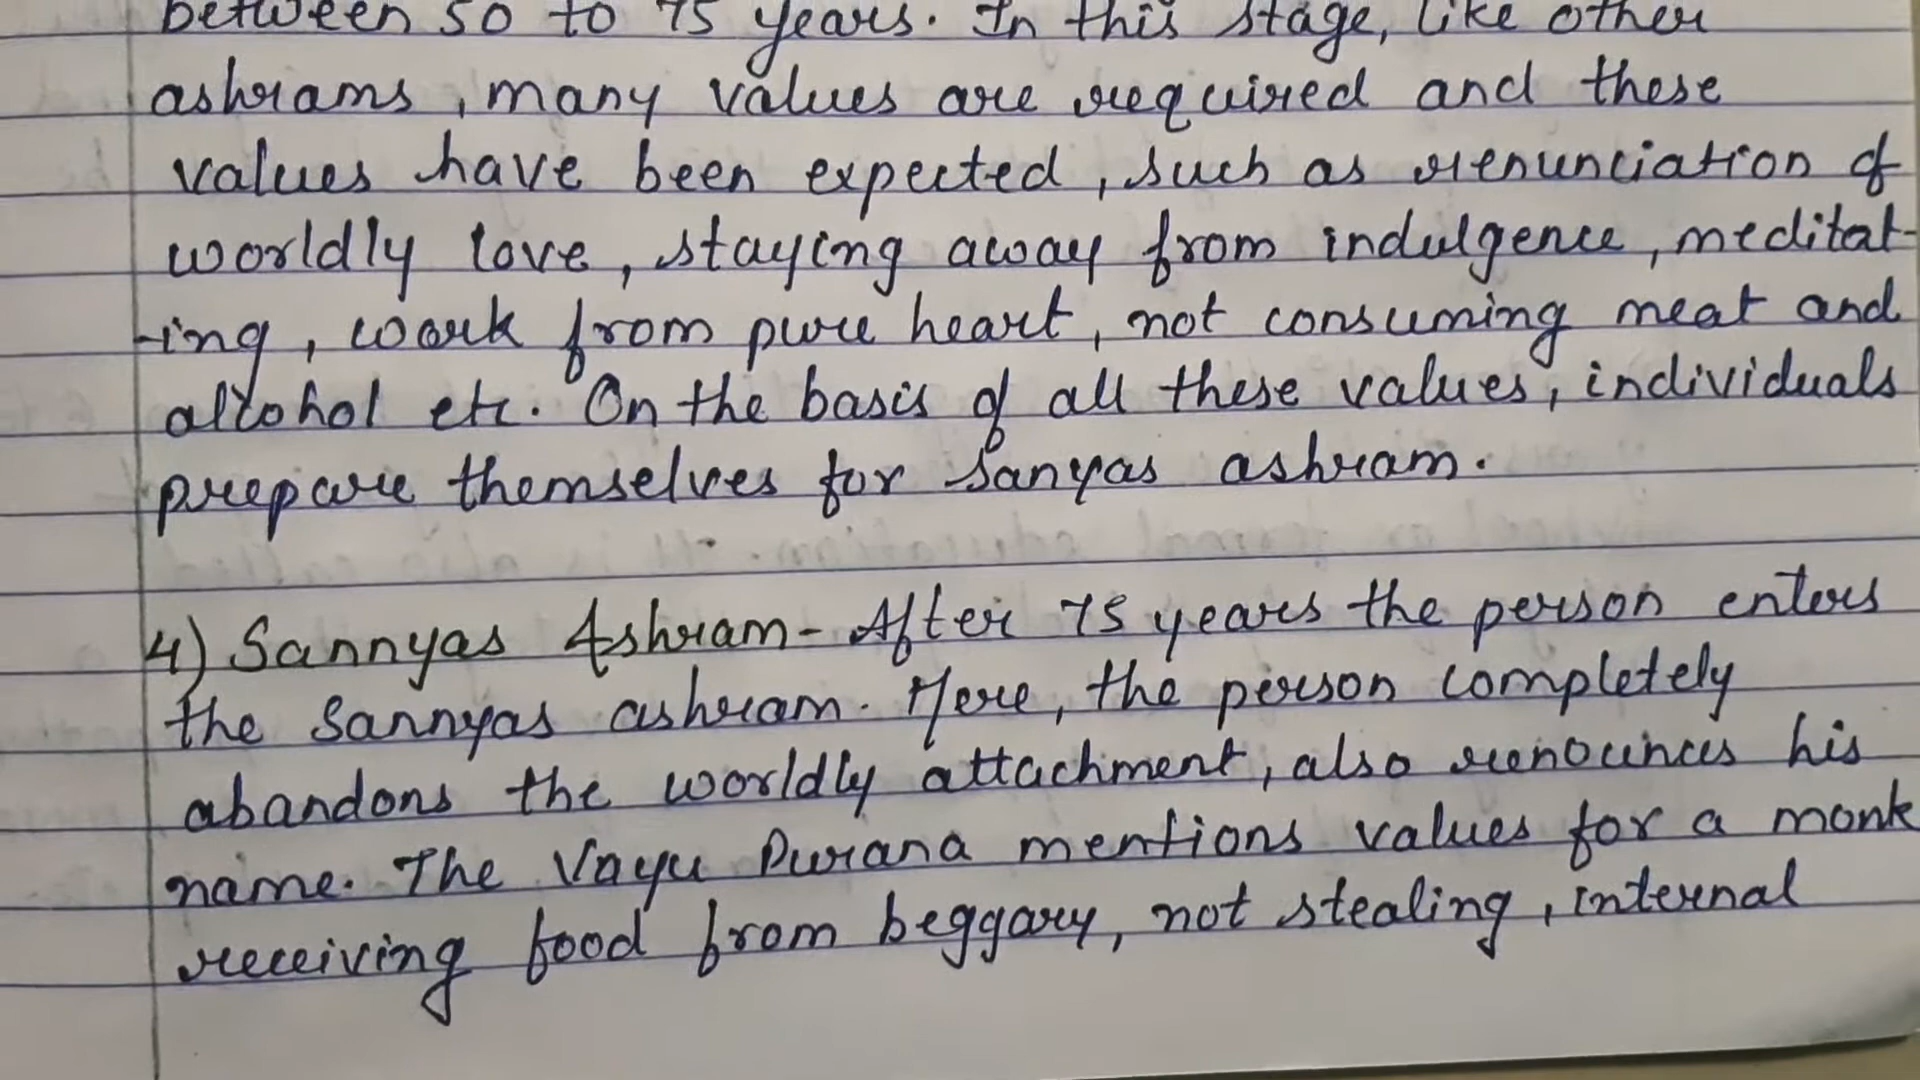 between 50 to 75 years. In this stage, like other
ashrams, many values are required and these
values have been expected, such as renunciation of
worldly love, staying away from indulgence, meditat-
-ing, work from pure heart, not consuming meat and
alcohol etc. On the basis of all these values, individuals
prepare themselves for Sanyas ashram.
4) Sannyas Ashram- After 75 years the person enters
the Sannyas ashram. Here, the person completely
abandons the worldly attachment, also renounces his
name. The Vayu Purana mentions values for a monk
receiving food from beggary, not stealing, internal